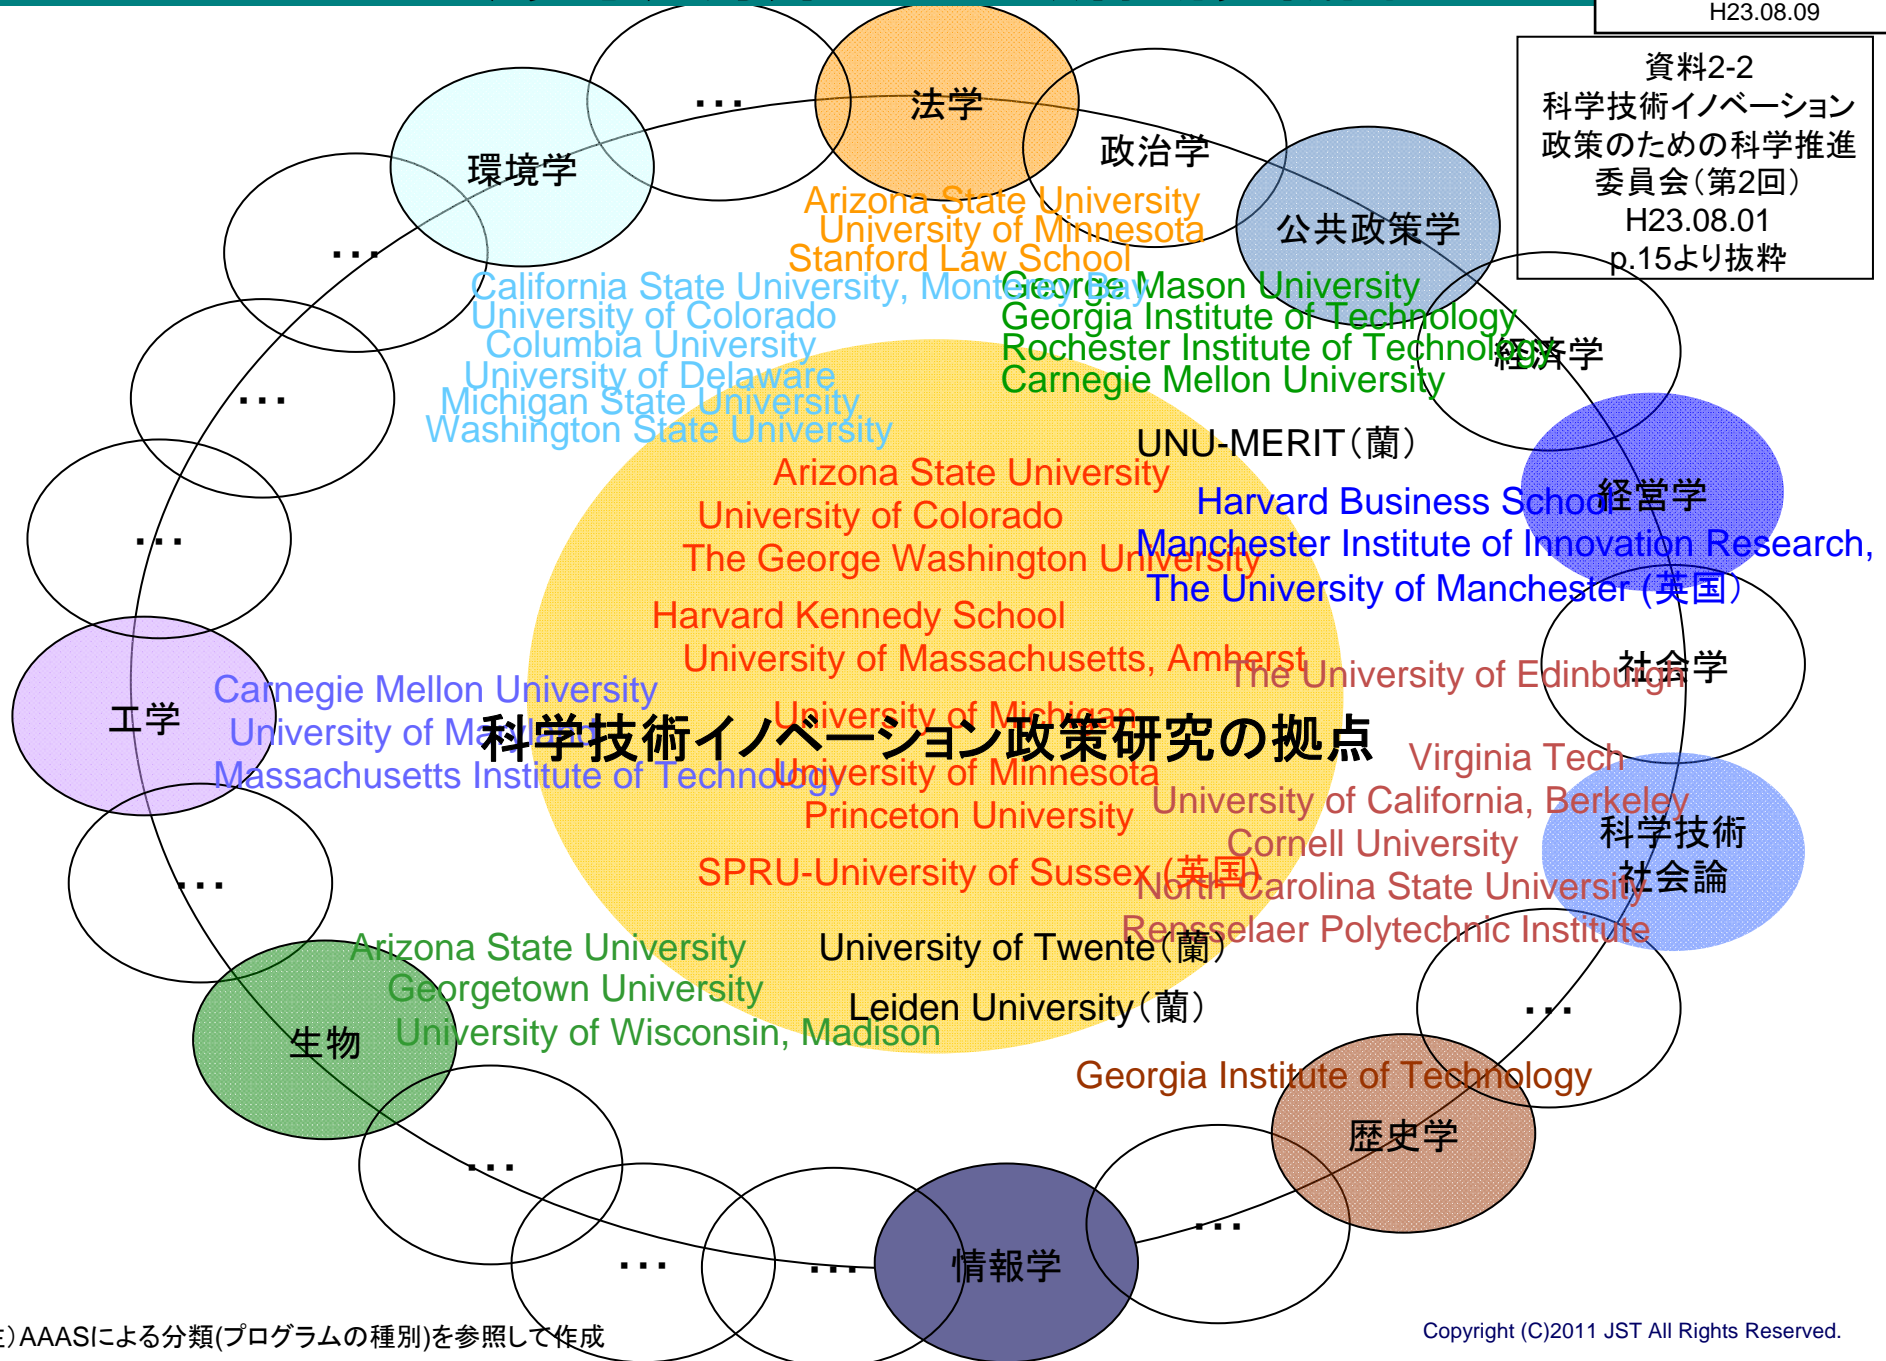 H23.08.09
資料2-2
科学技術イノベーション
政策のための科学推進
委員会(第2回)
H23.08.01
p.15より抜粋
…
法学
政治学
環境学
公共政策学
Arizona State University
University of Minnesota
Stanford Law School
…
California State University, Monterey Bay
University of Colorado
Columbia University
University of Delaware
Michigan State University
Washington State University
George Mason University
Georgia Institute of Technology
Rochester Institute of Technology
Carnegie Mellon University
経済学
…
UNU-MERIT(蘭)
経営学
Harvard Business School
Manchester Institute of Innovation Research,
The University of Manchester (英国)
Arizona State University
University of Colorado
The George Washington University
Harvard Kennedy School
University of Massachusetts, Amherst
University of Michigan
University of Minnesota
Princeton University
SPRU-University of Sussex (英国)
…
社会学
The University of Edinburgh
工学
Carnegie Mellon University
University of Maryland
Massachusetts Institute of Technology
科学技術イノベーション政策研究の拠点
Virginia Tech
University of California, Berkeley
Cornell University
North Carolina State University
Rensselaer Polytechnic Institute
科学技術
社会論
…
Arizona State University
Georgetown University
University of Wisconsin, Madison
生物
University of Twente(蘭)
Leiden University(蘭)
…
Georgia Institute of Technology
歴史学
…
…
…
…
情報学
)AAASによる分類(プログラムの種別)を参照して作成
Copyright (C)2011 JST All Rights Reserved.